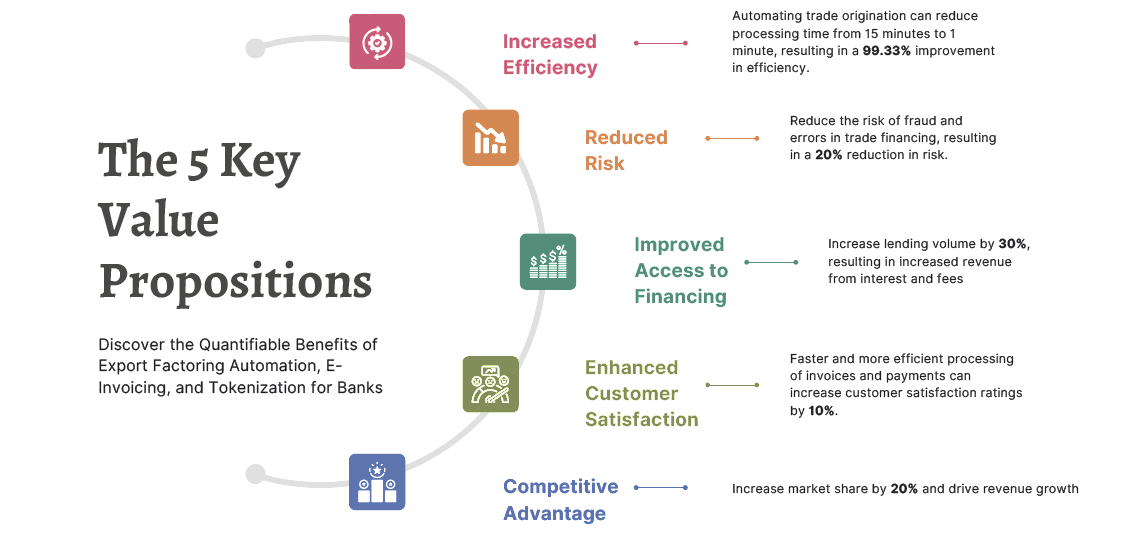 The 5 Key
Value
Propositions
Discover the Quantifiable Benefits of
Export Factoring Automation, E-
Invoicing, and Tokenization for Banks
Increased
Efficiency
Automating trade origination can reduce
processing time from 15 minutes to 1
minute, resulting in a 99.33% improvement
in efficiency.
Reduced
Risk
Reduce the risk of fraud and
errors in trade financing, resulting
in a 20% reduction in risk.
$ $ $ %
Improved
Access to
Financing
Increase lending volume by 30%,
resulting in increased revenue
from interest and fees
Enhanced
Customer
Satisfaction
Faster and more efficient processing
of invoices and payments can
increase customer satisfaction ratings
by 10%.
Competitive
Advantage
Increase market share by 20% and drive revenue growth